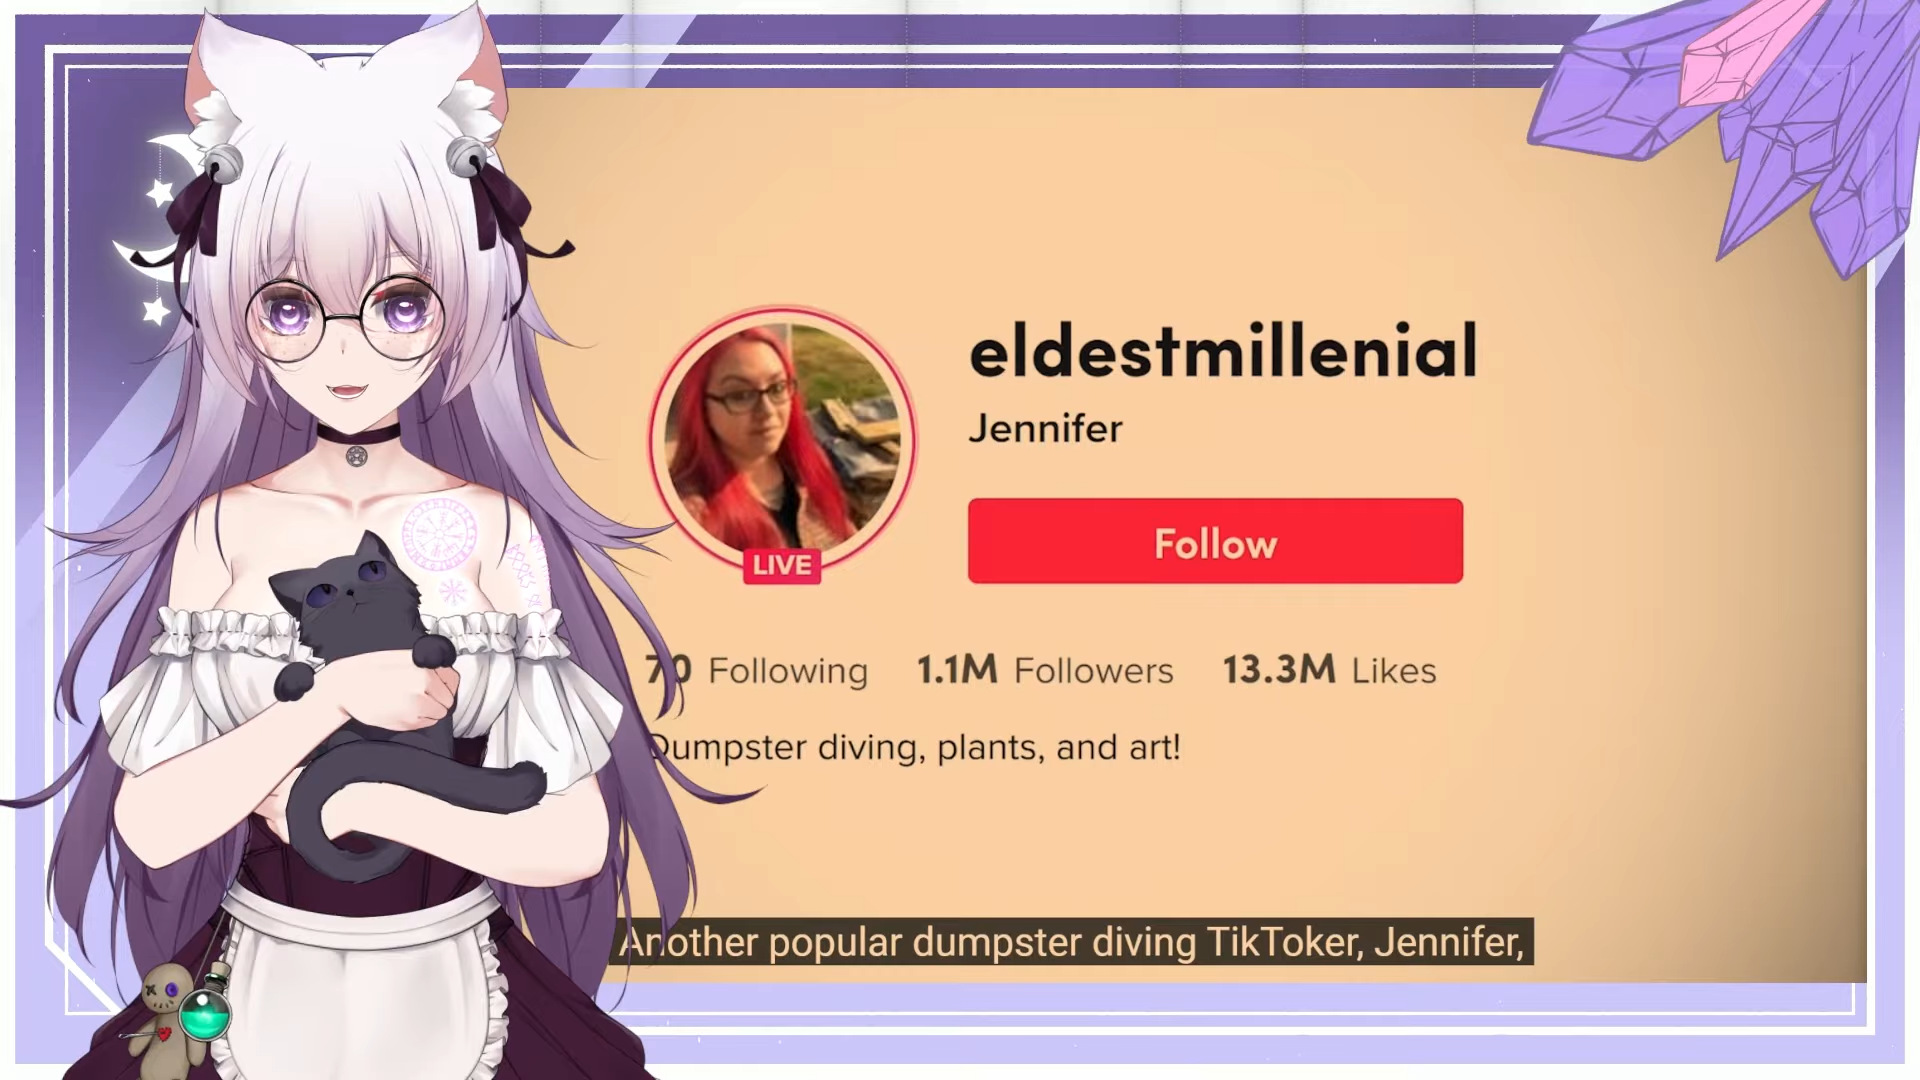 eldestmillenial
Jennifer
Follow
LIVE
70 Following 1.1M Followers 13.3M Likes
Dumpster diving, plants, and art!
Another popular dumpster diving TikToker, Jennifer,